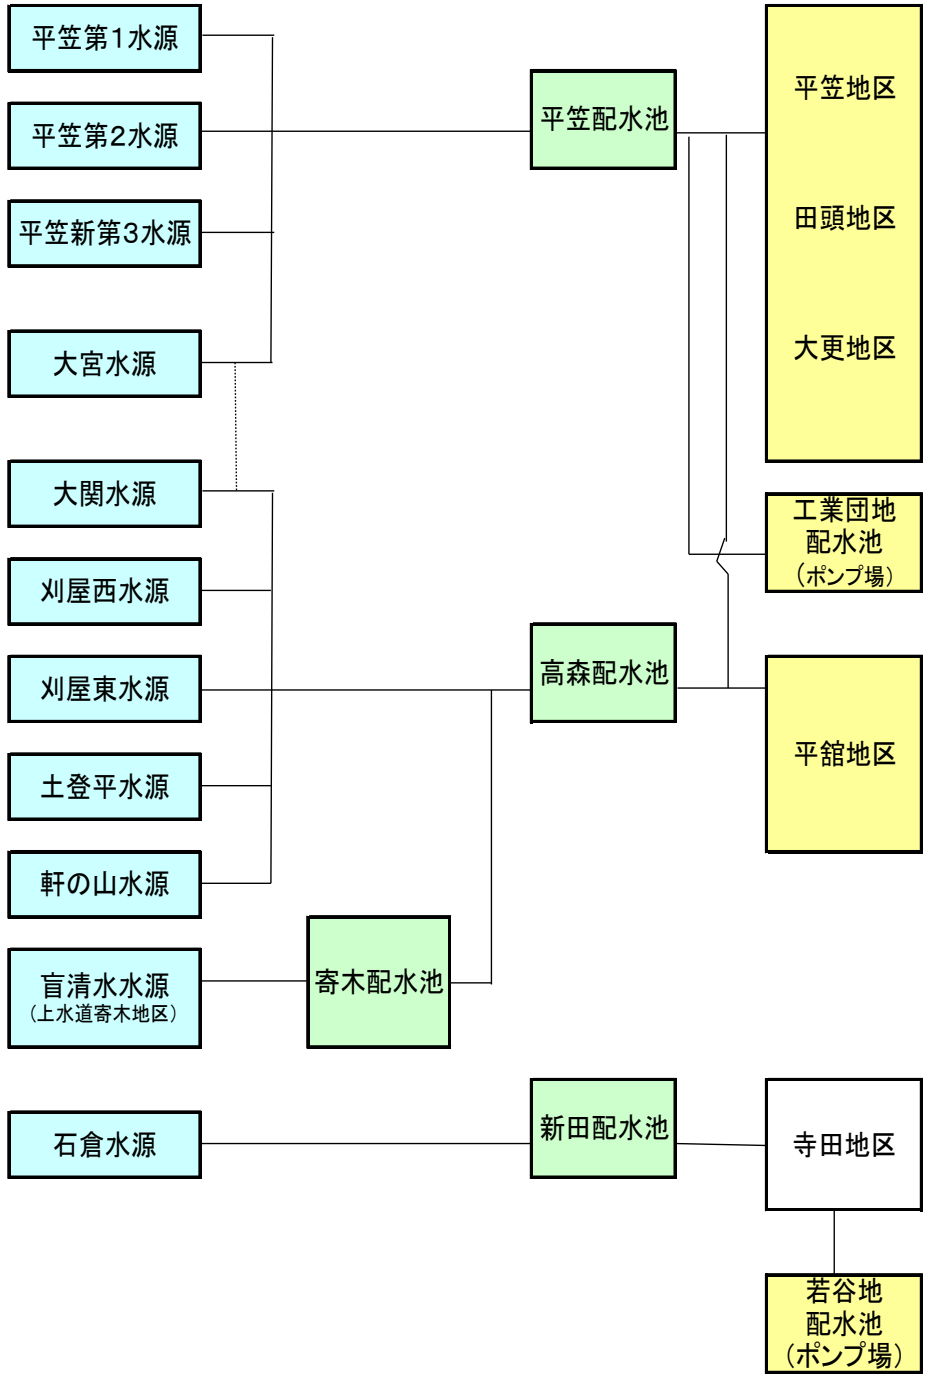 平笠第1水源
平笠第2水源
平笠新第3水源
大宮水源
大関水源
刈屋西水源
刈屋東水源
土登平水源
軒の山水源
盲清水水源
(上水道寄木地区)
石倉水源
平笠配水池
高森配水池
寄木配水池
新田配水池
平笠地区
田頭地区
大更地区
工業団地
配水池
(ポンプ場)
平舘地区
寺田地区
若谷地
配水池
(ポンプ場)